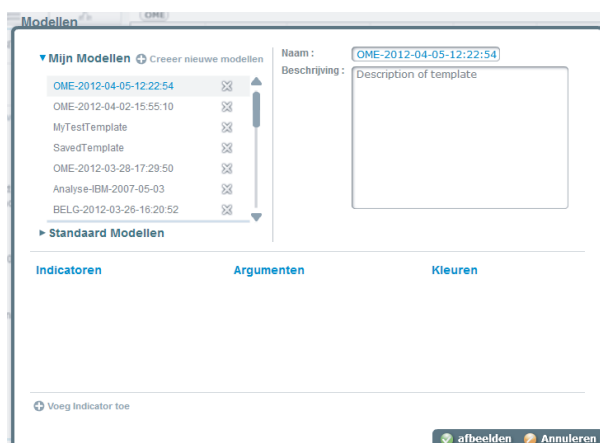 OME
Modellen
Mijn Modellen Creeer nieuwe modellen
OME-2012-04-05-12:22:54
OME-2012-04-02-15:55:10
MyTestTemplate
SavedTemplate
OME-2012-03-28-17:29:50
Analyse-IBM-2007-05-03
BELG-2012-03-26-16:20:52
Standaard Modellen
Naam : OME-2012-04-05-12:22:54
Beschrijving : Description of template
Indicatoren Argumenten Kleuren
Voeg Indicator toe
afbeelden Annuleren